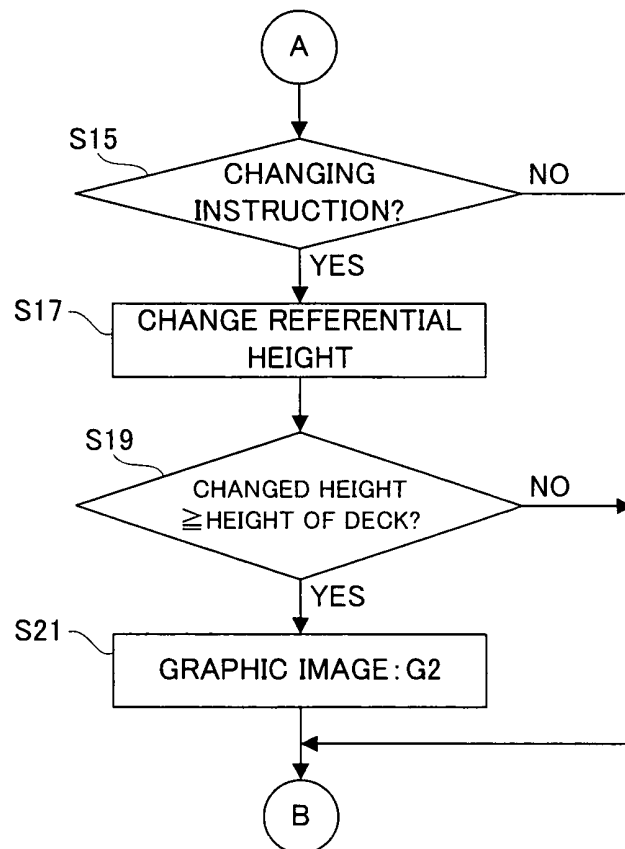 A
S15
CHANGING
INSTRUCTION?
NO
YES
S17
CHANGE REFERENTIAL
HEIGHT
S19
CHANGED HEIGHT
≧HEIGHT OF DECK?
NO
YES
S21
GRAPHIC IMAGE:G2
B